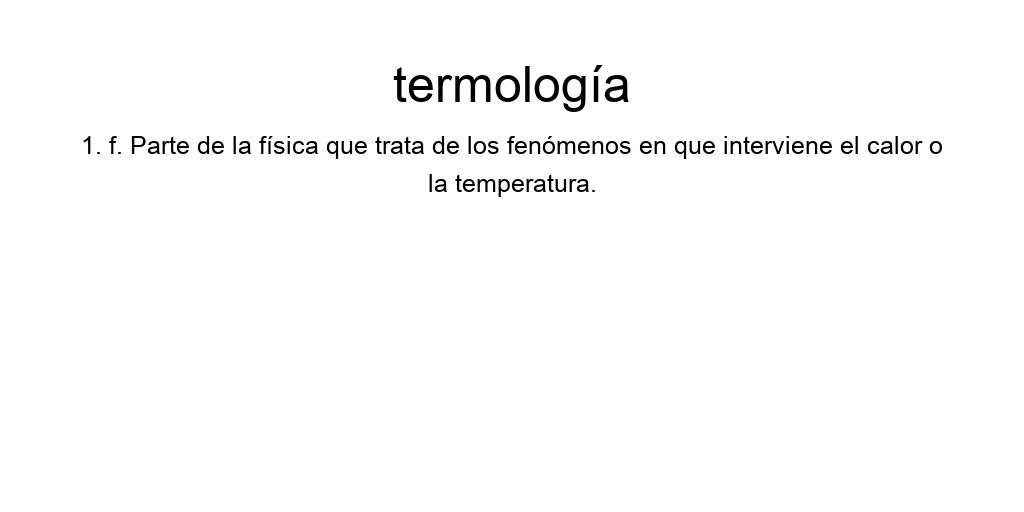 termología
1. f. Parte de la física que trata de los fenómenos en que interviene el calor o
la temperatura.